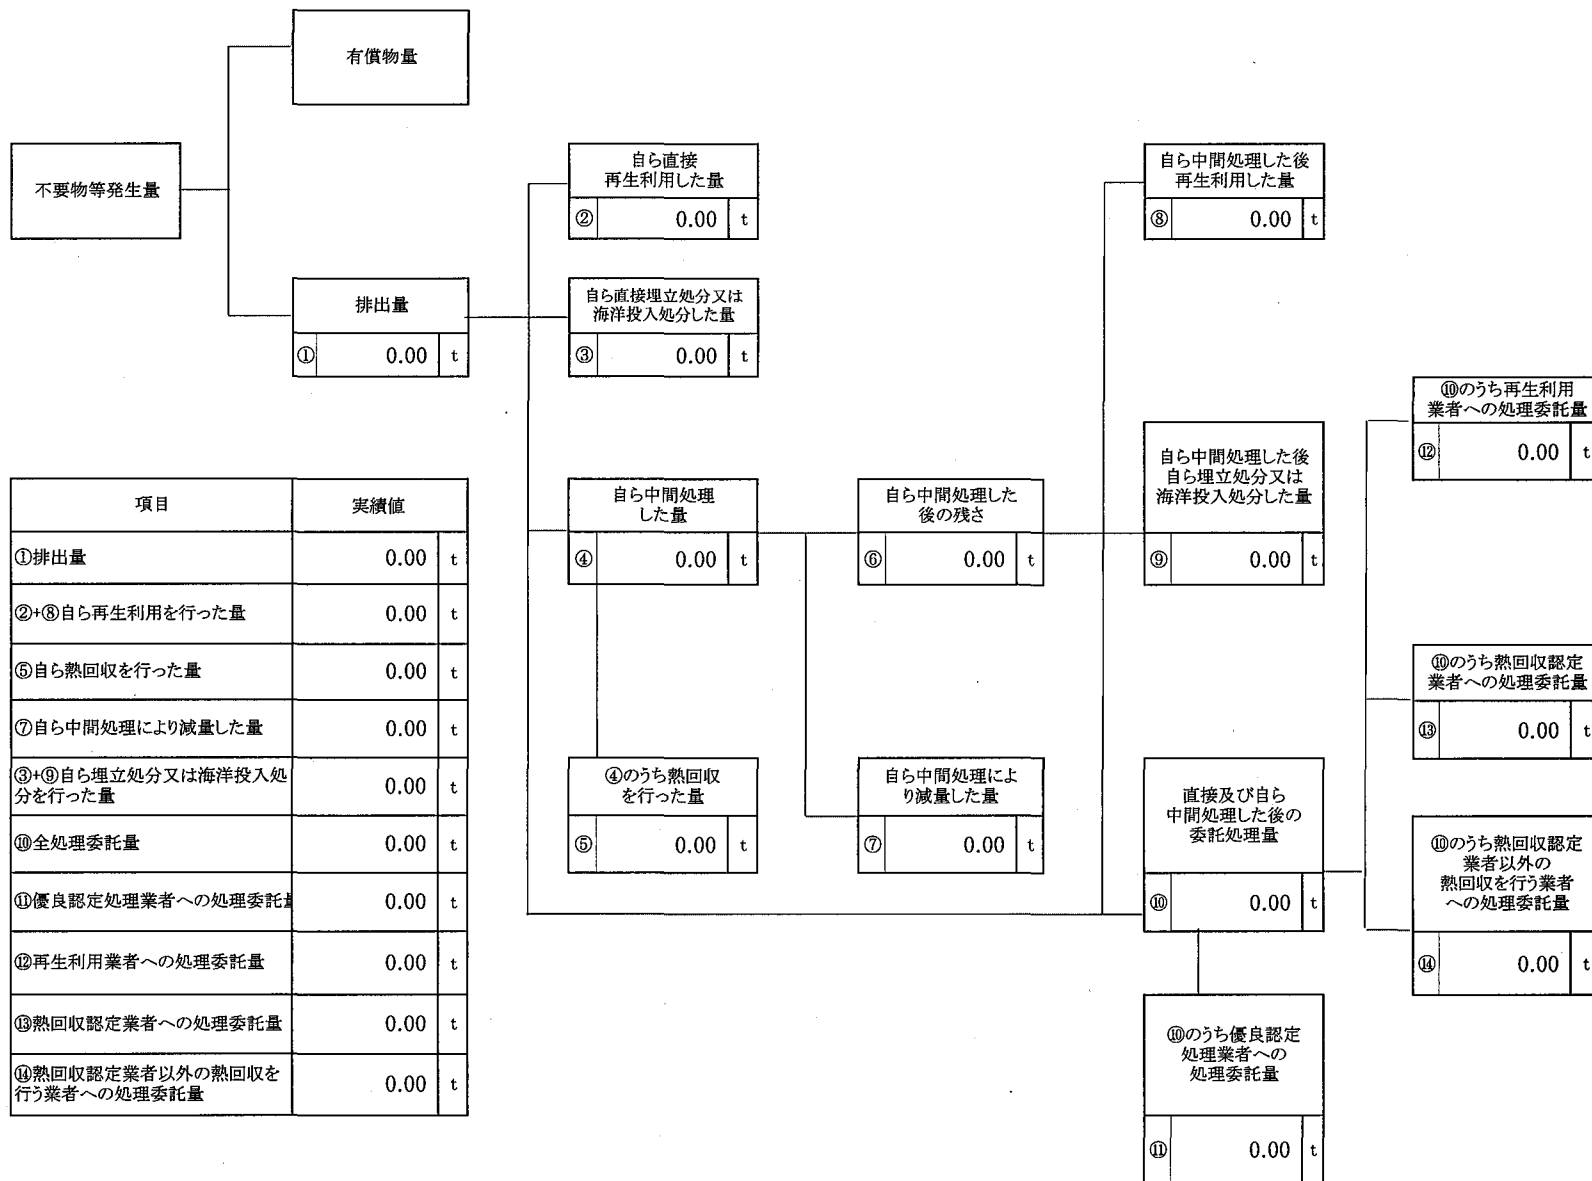 有償物量
不要物等発生量
排出量
① 0.00 t
自ら直接
再生利用した量
② 0.00 t
自ら直接埋立処分又は
海洋投入処分した量
③ 0.00 t
自ら中間処理
した量
④ 0.00 t
④のうち熱回収
を行った量
⑤ 0.00 t
自ら中間処理した
後の残さ
⑥ 0.00 t
自ら中間処理によ
り減量した量
⑦ 0.00 t
自ら中間処理した後
再生利用した量
⑧ 0.00 t
自ら中間処理した後
自ら埋立処分又は
海洋投入処分した量
⑨ 0.00 t
直接及び自ら
中間処理した後の
委託処理量
⑩ 0.00 t
⑩のうち優良認定
処理業者への
処理委託量
⑪ 0.00 t
⑩のうち再生利用
業者への処理委託量
⑫ 0.00 t
⑩のうち熱回収認定
業者への処理委託量
⑬ 0.00 t
⑩のうち熱回収認定
業者以外の
熱回収を行う業者
への処理委託量
⑭ 0.00 t
項目 実績値
①排出量 0.00 t
②+⑧自ら再生利用を行った量 0.00 t
⑤自ら熱回収を行った量 0.00 t
⑦自ら中間処理により減量した量 0.00 t
③+⑨自ら埋立処分又は海洋投入処
分を行った量 0.00 t
⑩全処理委託量 0.00 t
⑪優良認定処理業者への処理委託量 0.00 t
⑫再生利用業者への処理委託量 0.00 t
⑬熱回収認定業者への処理委託量 0.00 t
⑭熱回収認定業者以外の熱回収を
行う業者への処理委託量 0.00 t